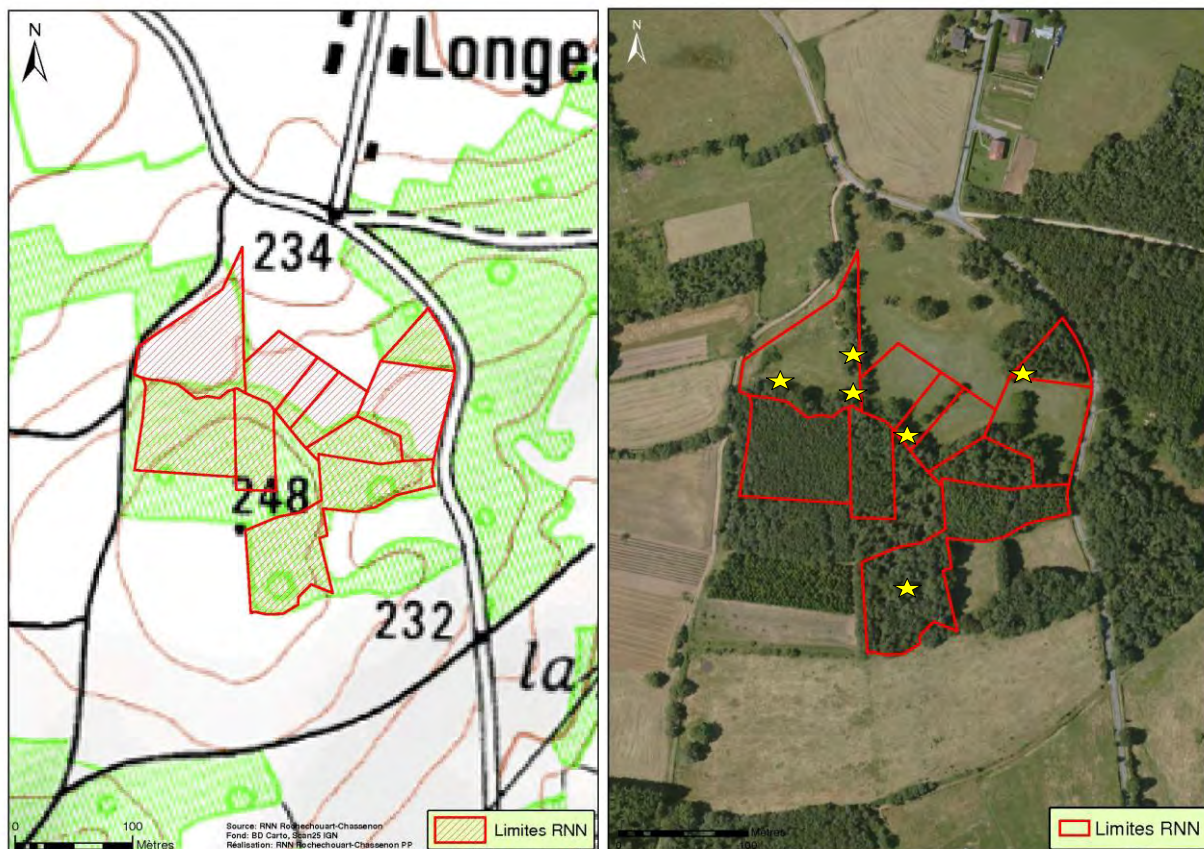 N
Longea
234
248
232
la
0 100
Mètres
Source: RNN Rochechouart-Chassenon
Fond: BD Carto, Scan25 IGN
Réalisation: RNN Rochechouart-Chassenon PP
Limites RNN
N
0 100
Mètres
Limites RNN